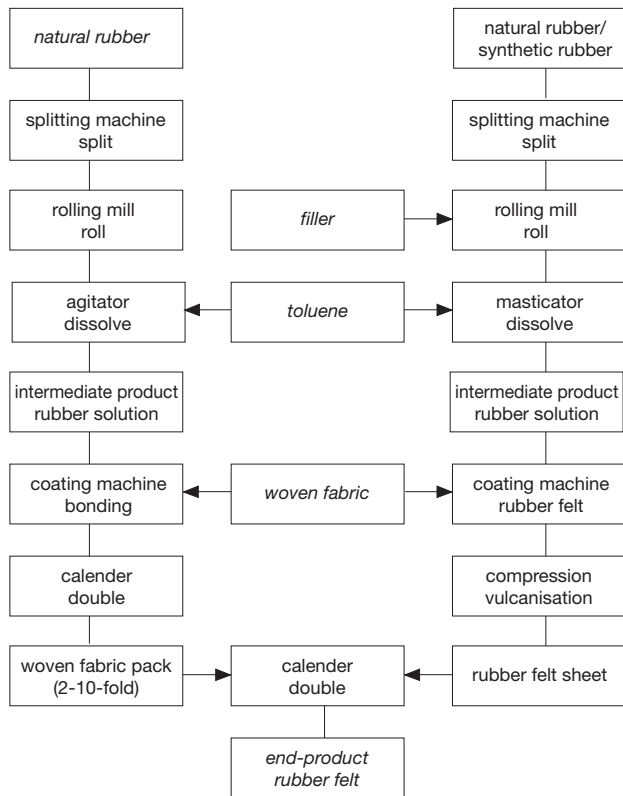 natural rubber
natural rubber/
synthetic rubber
splitting machine
split
splitting machine
split
rolling mill
roll
filler
rolling mill
roll
agitator
dissolve
toluene
masticator
dissolve
intermediate product
rubber solution
intermediate product
rubber solution
coating machine
bonding
woven fabric
coating machine
rubber felt
calender
double
compression
vulcanisation
woven fabric pack
(2-10-fold)
calender
double
rubber felt sheet
end-product
rubber felt